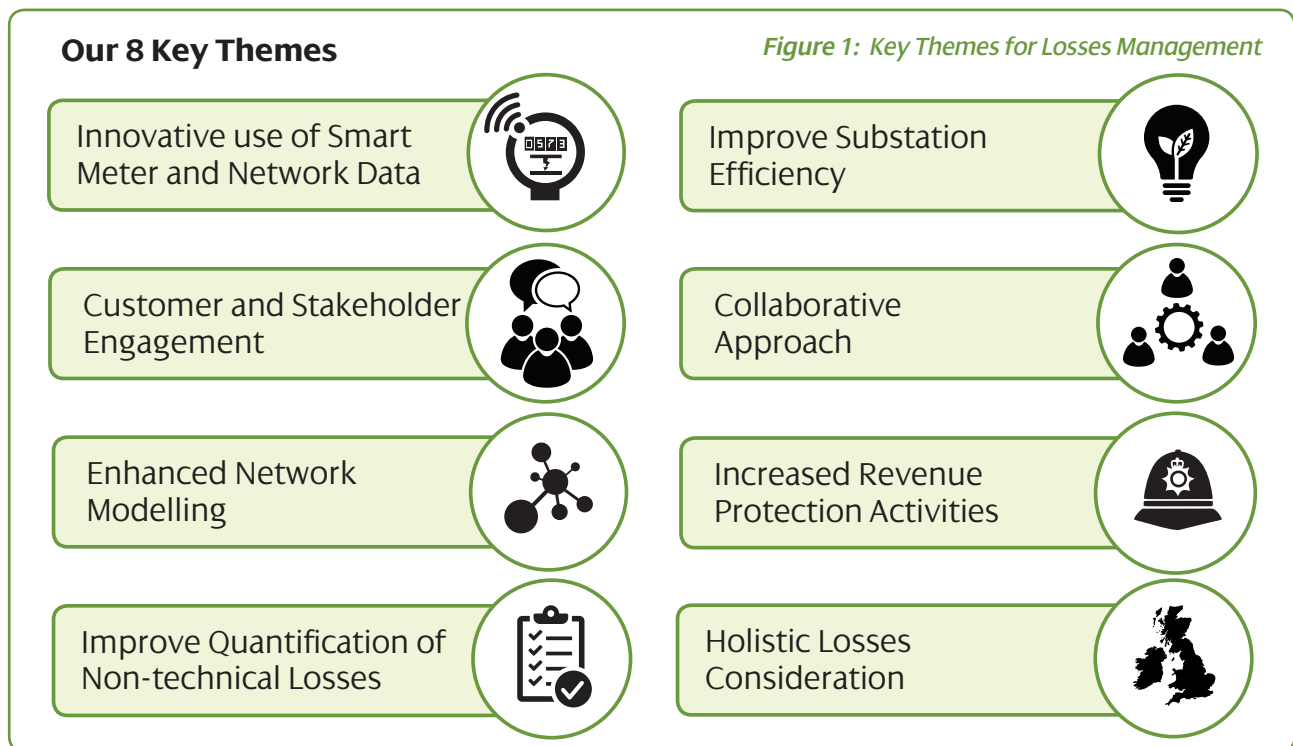 Our 8 Key Themes
Figure 1: Key Themes for Losses Management
Innovative use of Smart
Meter and Network Data
0573
Improve Substation
Efficiency
Customer and Stakeholder
Engagement
Collaborative
Approach
Enhanced Network
Modelling
Increased Revenue
Protection Activities
Improve Quantification of
Non-technical Losses
Holistic Losses
Consideration